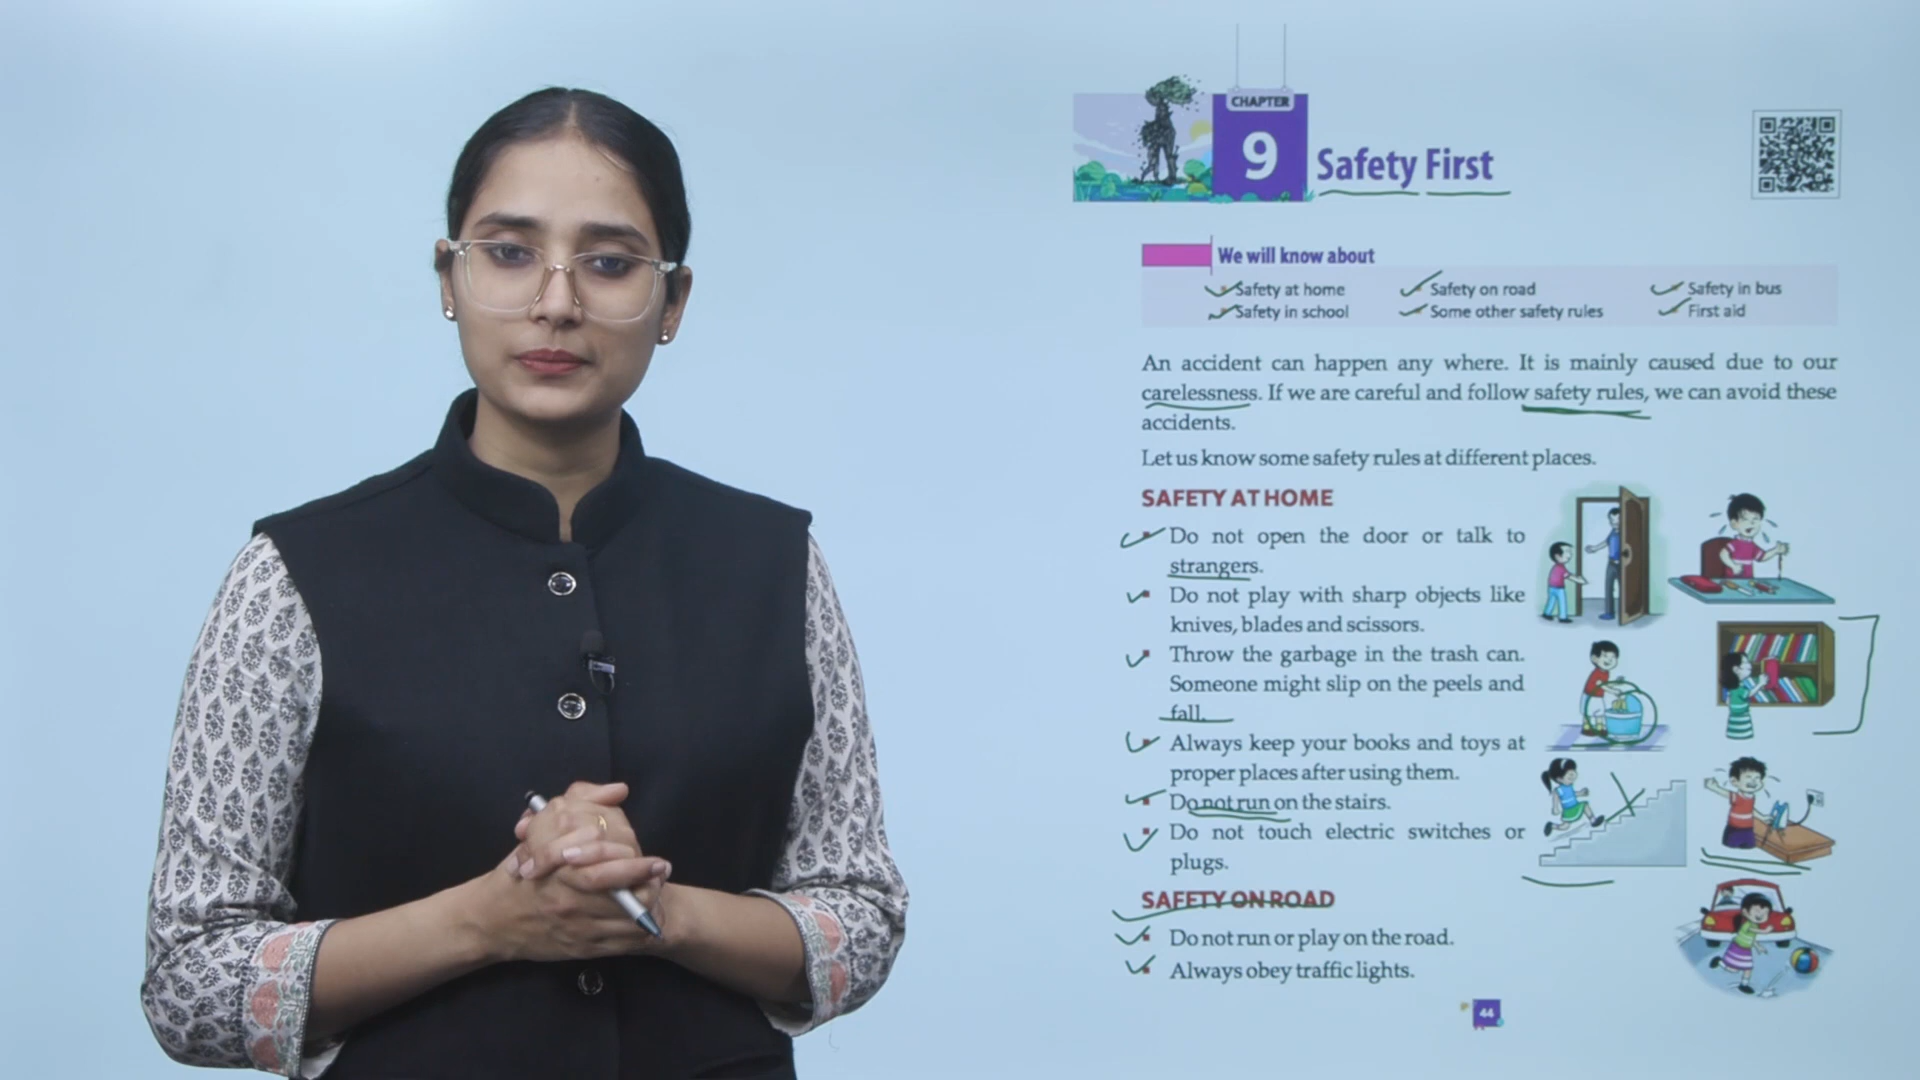 CHAPTER
9
Safety First
We will know about
Safety at home
Safety on road
Safety in bus
Safety in school
Some other safety rules
First aid
An accident can happen any where. It is mainly caused due to our
carelessness. If we are careful and follow safety rules, we can avoid these
accidents.
Let us know some safety rules at different places.
SAFETY AT HOME
Do not open the door or talk to
strangers.
Do not play with sharp objects like
knives, blades and scissors.
Throw the garbage in the trash can.
Someone might slip on the peels and
fall.
Always keep your books and toys at
proper places after using them.
Do not run on the stairs.
Do not touch electric switches or
plugs.
SAFETY ON ROAD
Do not run or play on the road.
Always obey traffic lights.
44